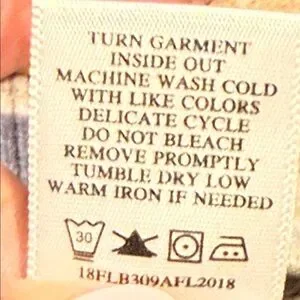 TURN GARMENT
INSIDE OUT
MACHINE WASH COLD
WITH LIKE COLORS
DELICATE CYCLE
DO NOT BLEACH
REMOVE PROMPTLY
TUMBLE DRY LOW
WARM IRON IF NEEDED
30
18FLB309AFL2018